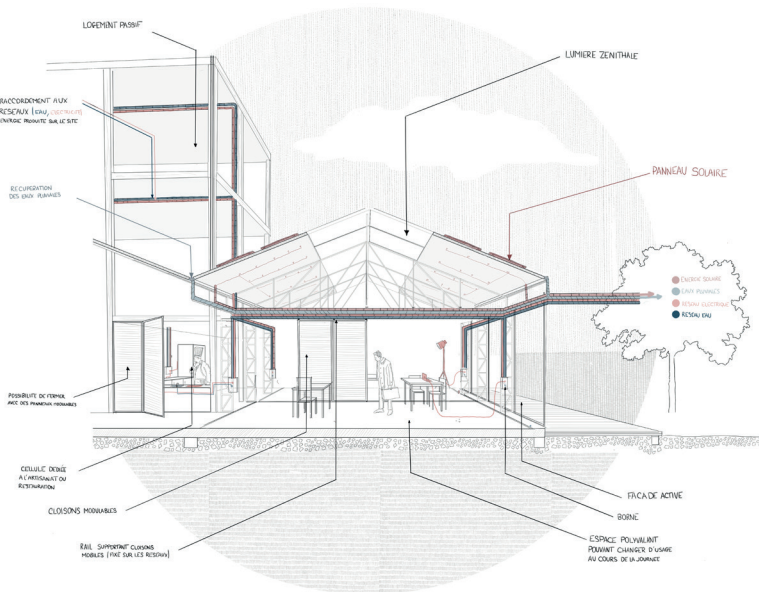 LOGEMENT PASSIF
LUMIERE ZENITHALE
RACCORDEMENT AUX
RESEAUX (EAU, ELECTRICITE)
ENERGIE PRODUITE SUR LE SITE
PANNEAU SOLAIRE
RECUPERATION
DES EAUX PLUVIALES
ENERGIE SOLAIRE
EAUX PLUVIALES
RESEAU ELECTRIQUE
RESEAU EAU
POSSIBILITE DE FERMER
AVEC DES PANNEAUX MODULABLES
CELLULE DEDIEE
A L'ARTISANAT OU
RESTAURATION
CLOISONS MODULABLES
RAIL SUPPORTANT CLOISONS
MOBILES (FIXE SUR LES RESEAUX)
FACADE ACTIVE
BORNE
ESPACE POLYVALANT
POUVANT CHANGER D'USAGE
AU COURS DE LA JOURNEE